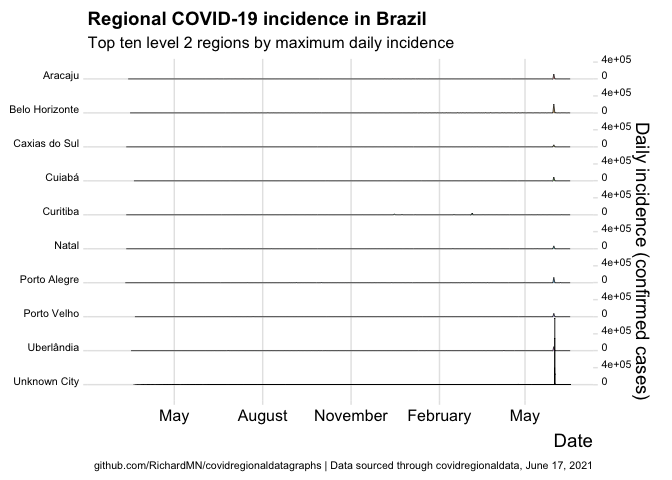 Regional COVID-19 incidence in Brazil
Top ten level 2 regions by maximum daily incidence
4e+05
Aracaju 0
4e+05
Belo Horizonte 0
4e+05
Caxias do Sul 0
4e+05
Cuiabá 0
4e+05
Curitiba 0
4e+05
Natal 0
4e+05
Porto Alegre 0
4e+05
Porto Velho 0
4e+05
Uberlândia 0
4e+05
Unknown City 0
Daily incidence (confirmed cases)
May August November February May
Date
github.com/RichardMN/covidregionaldatagraphs | Data sourced through covidregionaldata, June 17, 2021